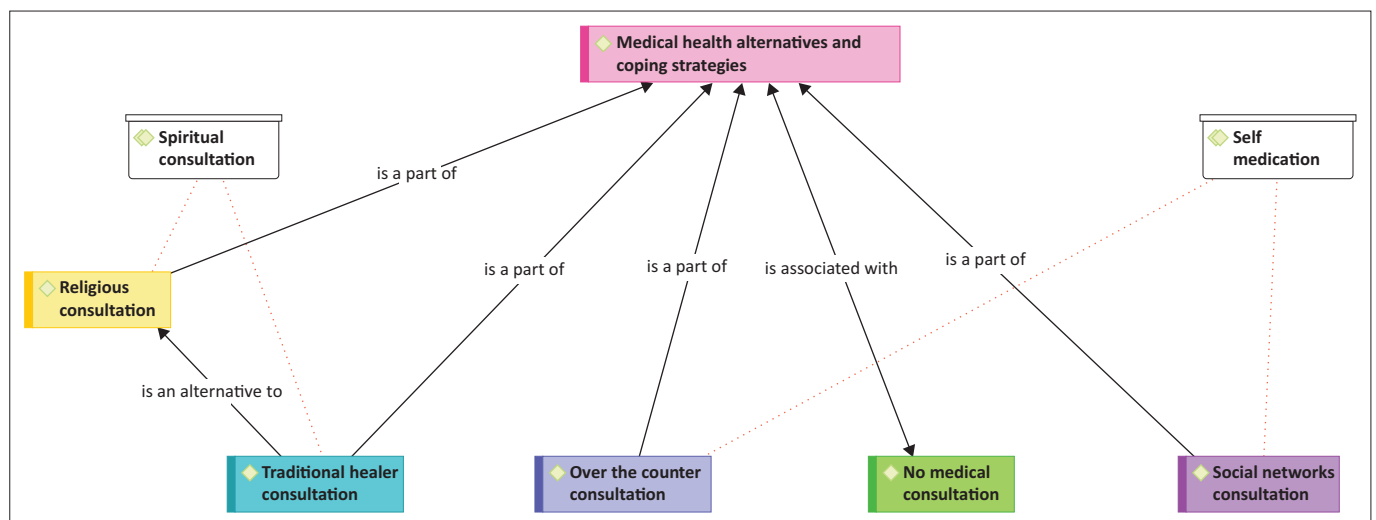 Medical health alternatives and
coping strategies
Spiritual
consultation
Self
medication
is a part of
is a part of
is a part of
is associated with
is a part of
Religious
consultation
is an alternative to
Traditional healer
consultation
Over the counter
consultation
No medical
consultation
Social networks
consultation